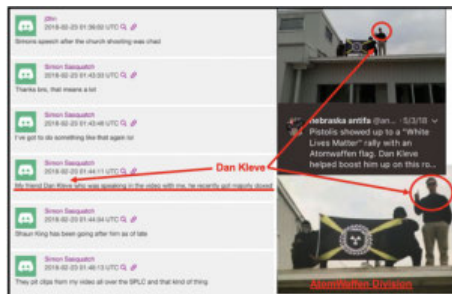 jtfin
2018-02-23 01:36:02 UTC
Simons speech after the church shooting was chad
Simon Sasquatch
2018-02-23 01:43:33 UTC
Thanks bro, that means a lot
Simon Sasquatch
2018-02-23 01:43:48 UTC
I've got to do something like that again lol
Simon Sasquatch
2018-02-23 01:44:11 UTC
My friend Dan Kleve who was speaking in the video with me, he recently got majorly doxed
Simon Sasquatch
2018-02-23 01:44:34 UTC
Shaun King has been going after him as of late
Simon Sasquatch
2018-02-23 01:46:13 UTC
They pit clips from my video all over the SPLC and that kind of thing
Dan Kleve
nebraska antifa @an... · 5/3/18
Pistolis showed up to a "White
Lives Matter" rally with an
Atomwaffen flag. Dan Kleve
helped boost him up on this ro...
AtomWaffen Division